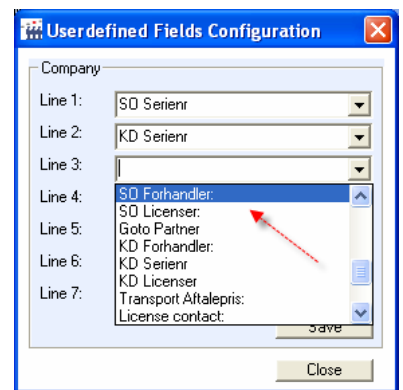 Userdefined Fields Configuration
Company
Line 1: SO Serienr
Line 2: KD Serienr
Line 3:
Line 4:
Line 5:
Line 6:
Line 7:
SO Forhandler:
SO Licenser:
Goto Partner
KD Forhandler:
KD Serienr
KD Licenser
Transport Aftalepris:
License contact:
Save
Close